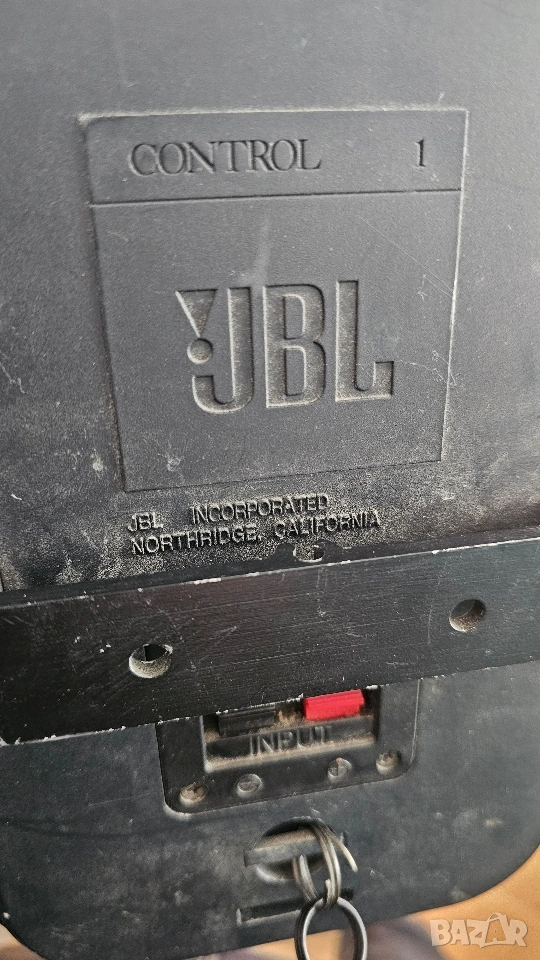 CONTROL 1
JBL
JBL INCORPORATED
NORTHRIDGE, CALIFORNIA
INPUT
BAZAR